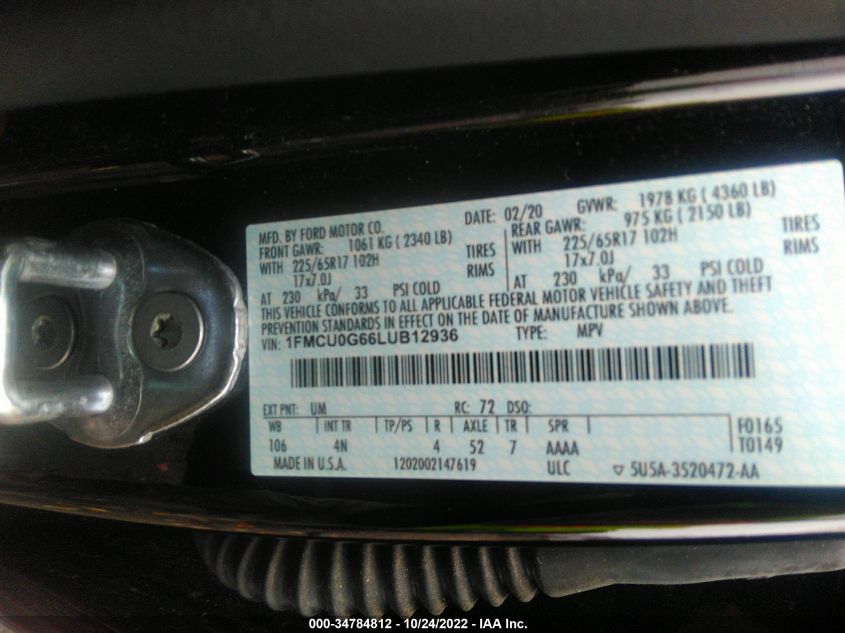 MFD. BY FORD MOTOR CO. DATE: 02/20 GVWR: 1978 KG ( 4360 LB)
FRONT GAWR: 1061 KG ( 2340 LB) REAR GAWR: 975 KG ( 2150 LB)
WITH 225/65R17 102H TIRES WITH 225/65R17 102H TIRES
17x7.0J RIMS 17x7.0J RIMS
AT 230 kPa/ 33 PSI COLD AT 230 kPa/ 33 PSI COLD
THIS VEHICLE CONFORMS TO ALL APPLICABLE FEDERAL MOTOR VEHICLE SAFETY AND THEFT
PREVENTION STANDARDS IN EFFECT ON THE DATE OF MANUFACTURE SHOWN ABOVE.
VIN: 1FMCU0G66LUB12936 TYPE: MPV
EXT PNT: UM RC: 72 DSO:
WB INT TR TP/PS R AXLE TR SPR F0165
106 4N 4 52 7 AAAA T0149
MADE IN U.S.A. 1202002147619 ULC ▽ 5U5A-3520472-AA
000-34784812 - 10/24/2022 - IAA Inc.